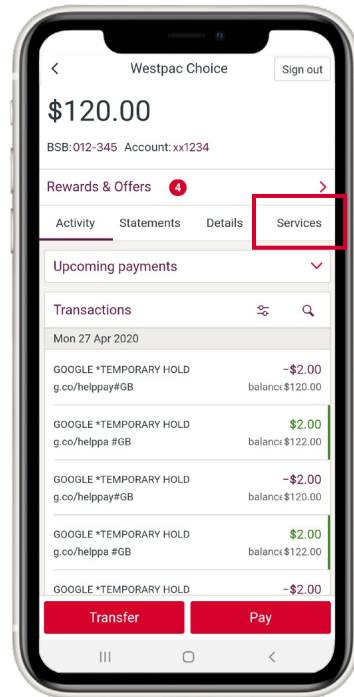 Westpac Choice
Sign out
$120.00
BSB:012-345 Account:xx1234
Rewards & Offers 4
Activity Statements Details Services
Upcoming payments
Transactions
Mon 27 Apr 2020
GOOGLE *TEMPORARY HOLD -$2.00
g.co/helppay#GB balance $120.00
GOOGLE *TEMPORARY HOLD $2.00
g.co/helppa #GB balance $122.00
GOOGLE *TEMPORARY HOLD -$2.00
g.co/helppay#GB balance $120.00
GOOGLE *TEMPORARY HOLD $2.00
g.co/helppa #GB balance $122.00
GOOGLE *TEMPORARY HOLD -$2.00
Transfer Pay